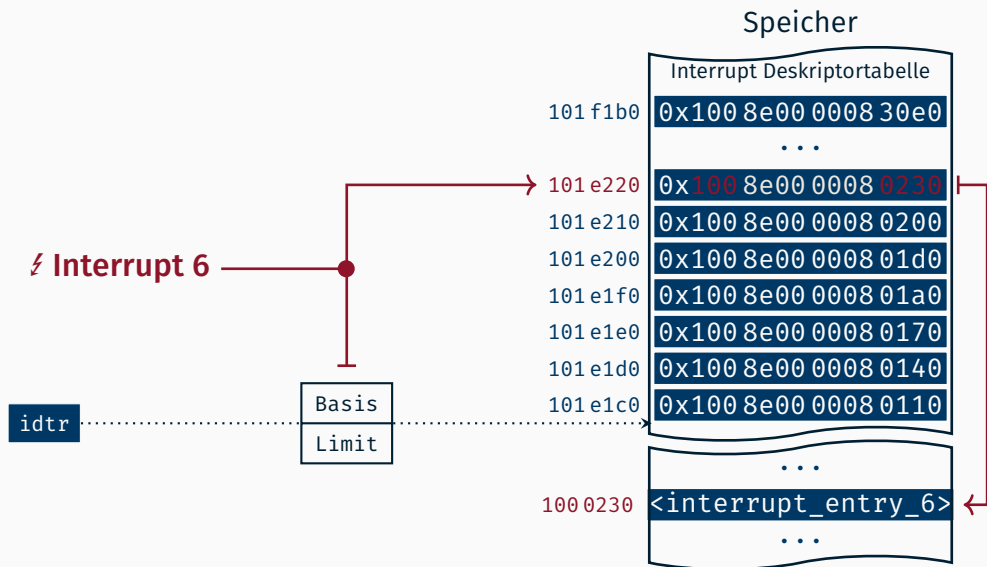 Speicher
Interrupt Deskriptortabelle
101 f1b0 0x100 8e00 0008 30e0
...
101 e220 0x100 8e00 0008 0230
101 e210 0x100 8e00 0008 0200
⚡ Interrupt 6
101 e200 0x100 8e00 0008 01d0
101 e1f0 0x100 8e00 0008 01a0
101 e1e0 0x100 8e00 0008 0170
101 e1d0 0x100 8e00 0008 0140
Basis
101 e1c0 0x100 8e00 0008 0110
idtr
Limit
...
100 0230 <interrupt_entry_6>
...